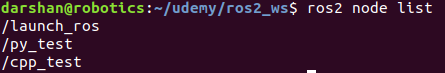 darshan@robotics:~/udemy/ros2_ws$ ros2 node list
/launch_ros
/py_test
/cpp_test